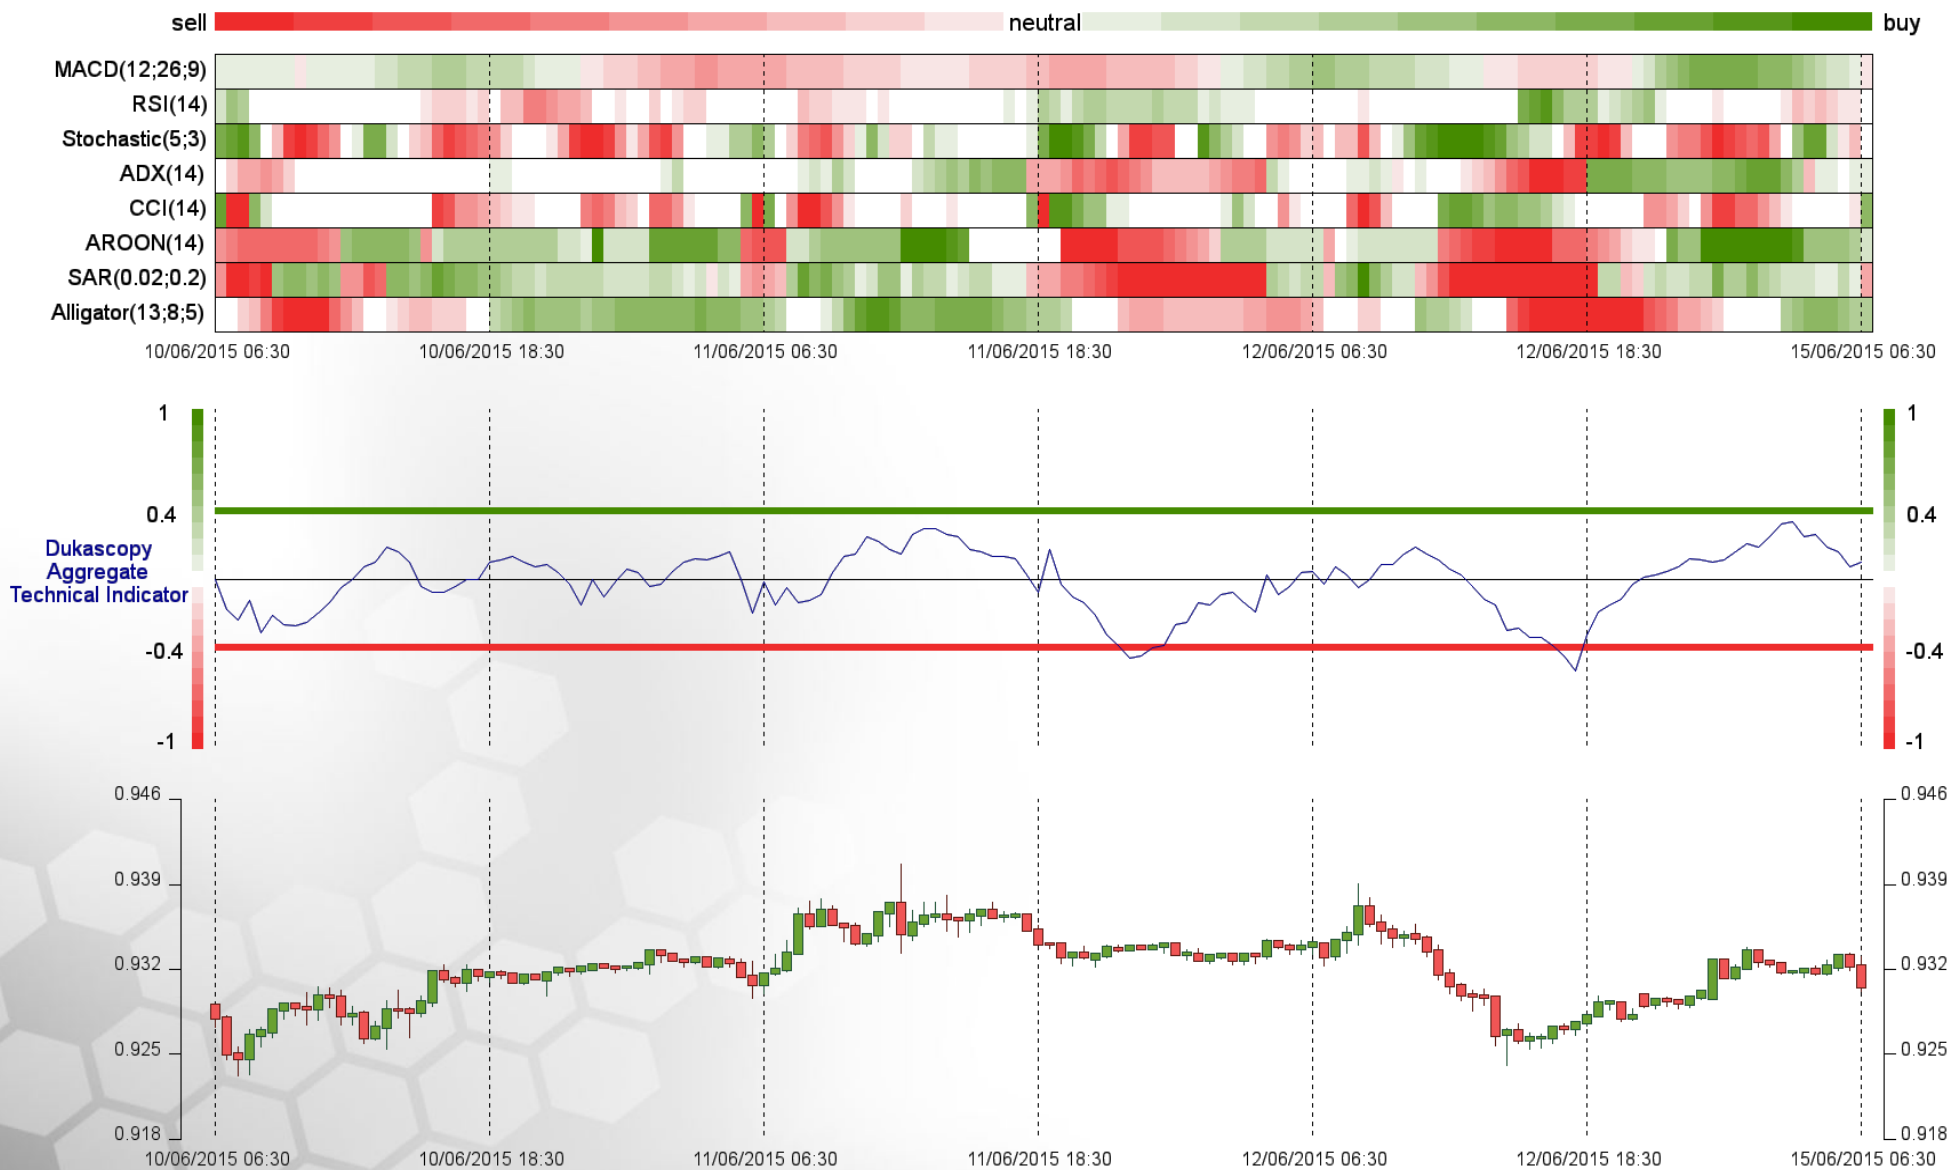 sell neutral buy
MACD(12;26;9)
RSI(14)
Stochastic(5;3)
ADX(14)
CCI(14)
AROON(14)
SAR(0.02;0.2)
Alligator(13;8;5)
10/06/2015 06:30 10/06/2015 18:30 11/06/2015 06:30 11/06/2015 18:30 12/06/2015 06:30 12/06/2015 18:30 15/06/2015 06:30
1 1
0.4 0.4
Dukascopy
Aggregate
Technical Indicator
-0.4 -0.4
-1 -1
0.946 0.946
0.939 0.939
0.932 0.932
0.925 0.925
0.918 0.918
10/06/2015 06:30 10/06/2015 18:30 11/06/2015 06:30 11/06/2015 18:30 12/06/2015 06:30 12/06/2015 18:30 15/06/2015 06:30